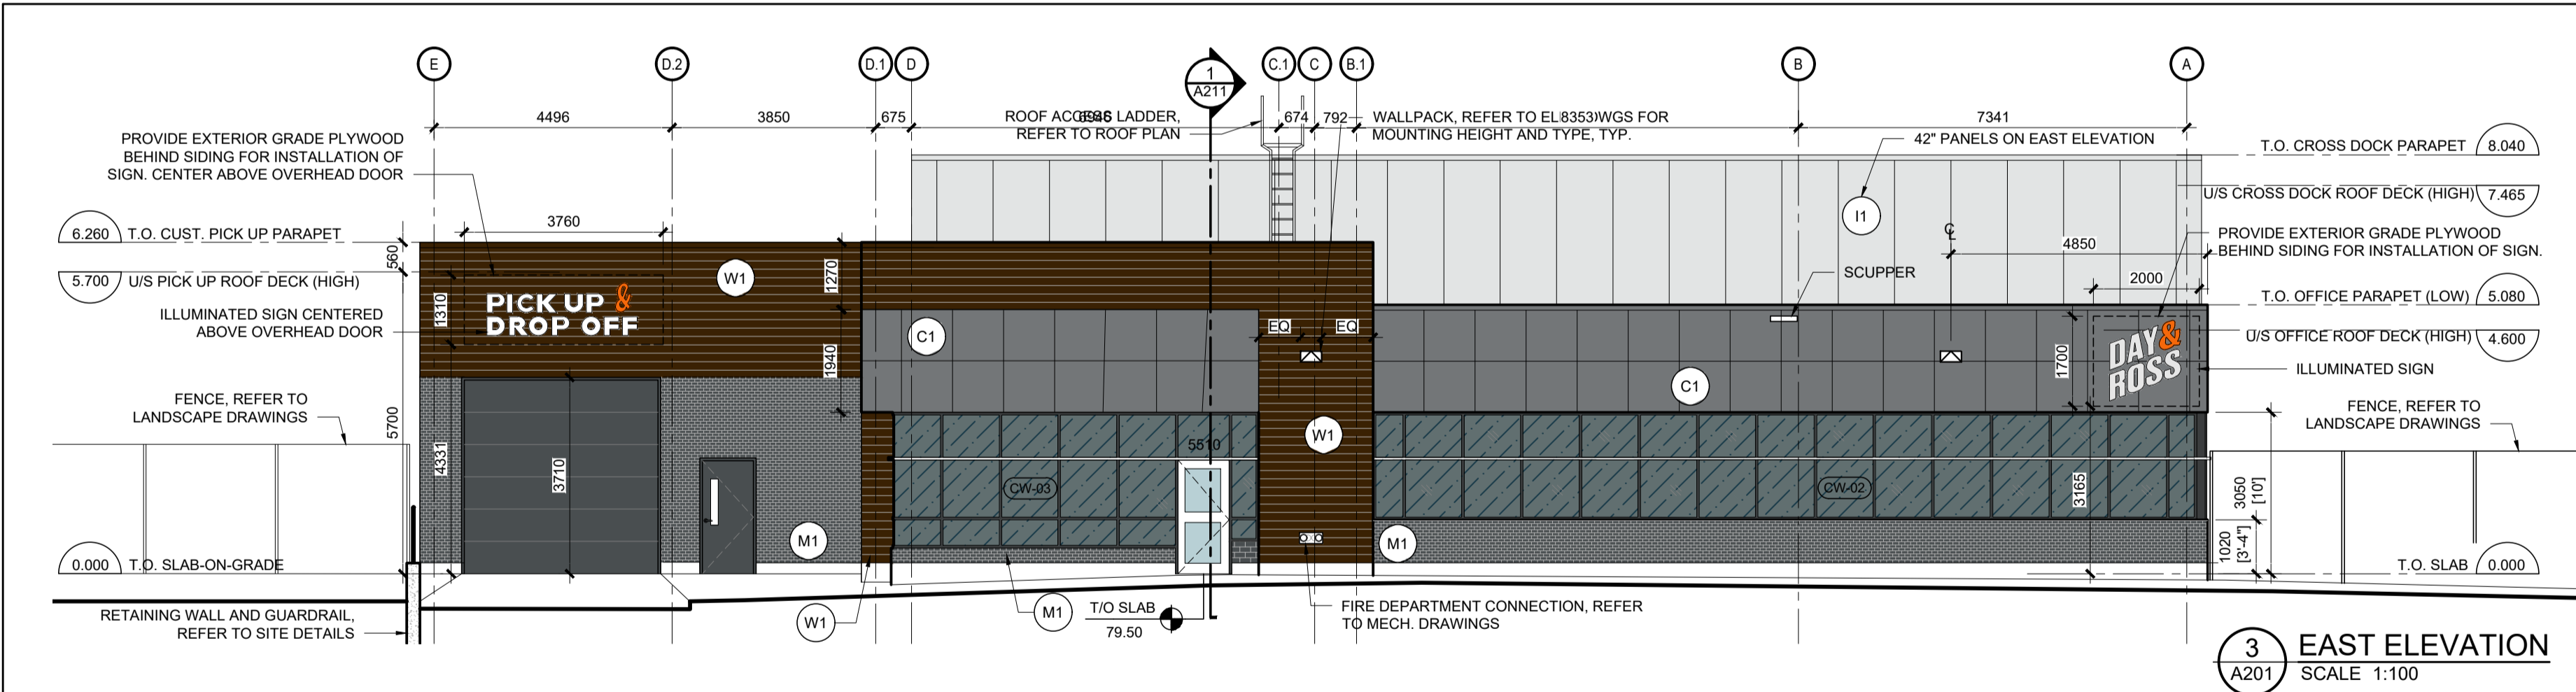 E
D.2
D.1
D
1
A211
C.1
C
B.1
B
A
4496
3850
675
674
792
8353
7341
PROVIDE EXTERIOR GRADE PLYWOOD
BEHIND SIDING FOR INSTALLATION OF
SIGN. CENTER ABOVE OVERHEAD DOOR
ROOF ACCESS LADDER,
REFER TO ROOF PLAN
WALLPACK, REFER TO EL WGS FOR
MOUNTING HEIGHT AND TYPE, TYP.
42" PANELS ON EAST ELEVATION
T.O. CROSS DOCK PARAPET 8.040
U/S CROSS DOCK ROOF DECK (HIGH) 7.465
I1
3760
6.260 T.O. CUST. PICK UP PARAPET
560
5.700 U/S PICK UP ROOF DECK (HIGH)
W1
1270
1310
PICK UP &
DROP OFF
ILLUMINATED SIGN CENTERED
ABOVE OVERHEAD DOOR
C1
1940
EQ
EQ
SCUPPER
CL
4850
2000
PROVIDE EXTERIOR GRADE PLYWOOD
BEHIND SIDING FOR INSTALLATION OF SIGN.
T.O. OFFICE PARAPET (LOW) 5.080
U/S OFFICE ROOF DECK (HIGH) 4.600
1700
DAY&
ROSS
ILLUMINATED SIGN
C1
FENCE, REFER TO
LANDSCAPE DRAWINGS
5700
4331
3710
5510
W1
CW-03
CW-02
M1
M1
3165
3050
[10']
1020
[3'-4"]
FENCE, REFER TO
LANDSCAPE DRAWINGS
0.000 T.O. SLAB-ON-GRADE
T.O. SLAB 0.000
RETAINING WALL AND GUARDRAIL,
REFER TO SITE DETAILS
W1
M1
T/O SLAB
79.50
FIRE DEPARTMENT CONNECTION, REFER
TO MECH. DRAWINGS
3
A201
EAST ELEVATION
SCALE 1:100